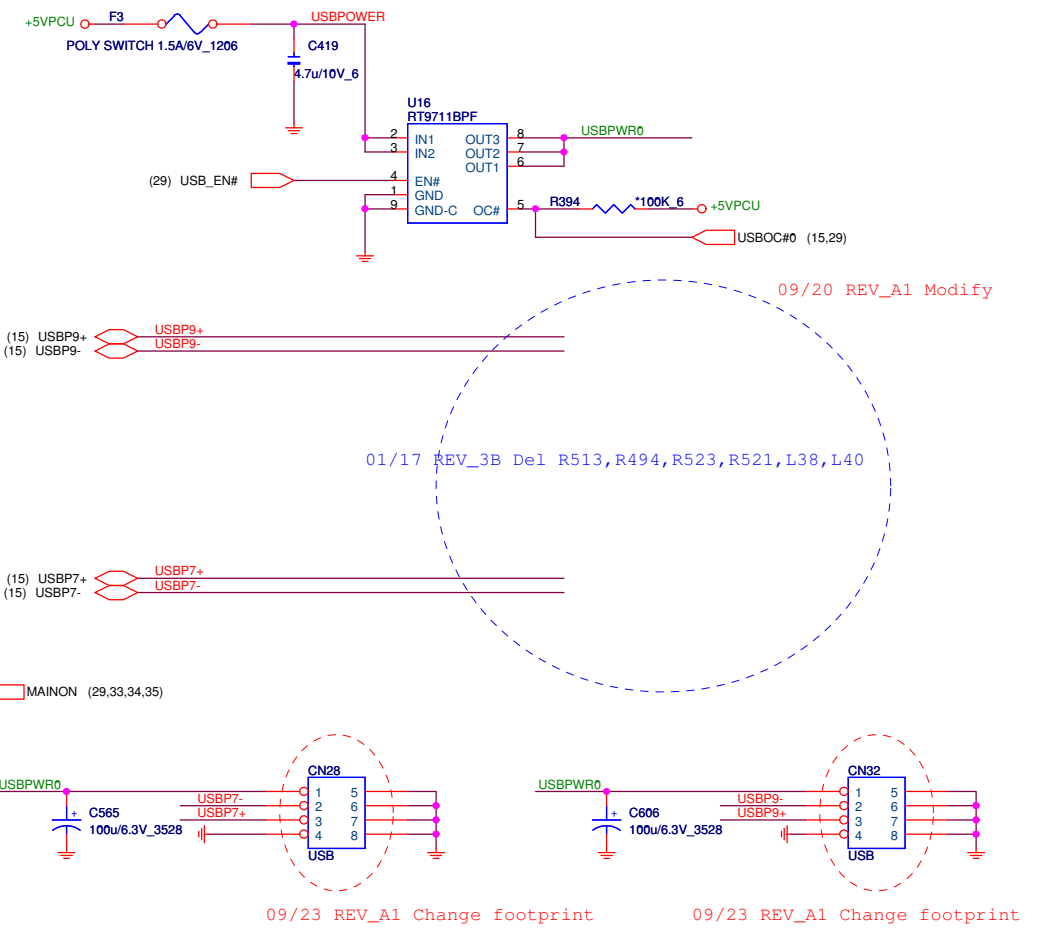 +5VPCU F3 USBPOWER
POLY SWITCH 1.5A/6V_1206 C419
4.7u/10V_6
U16
RT9711BPF
2 IN1 OUT3 8 USBPWR0
3 IN2 OUT2 7
OUT1 6
(29) USB_EN# 4 EN#
1 GND
9 GND-C OC# 5 R394 *100K_6 +5VPCU
USBOC#0 (15,29)
09/20 REV_A1 Modify
(15) USBP9+ USBP9+
(15) USBP9- USBP9-
01/17 REV_3B Del R513,R494,R523,R521,L38,L40
(15) USBP7+ USBP7+
(15) USBP7- USBP7-
MAINON (29,33,34,35)
CN28 CN32
USBPWR0 1 5 USBPWR0 1 5
USBP7- 2 6 USBP9- 2 6
C565 + USBP7+ 3 7 C606 + USBP9+ 3 7
100u/6.3V_3528 4 8 100u/6.3V_3528 4 8
USB USB
09/23 REV_A1 Change footprint 09/23 REV_A1 Change footprint